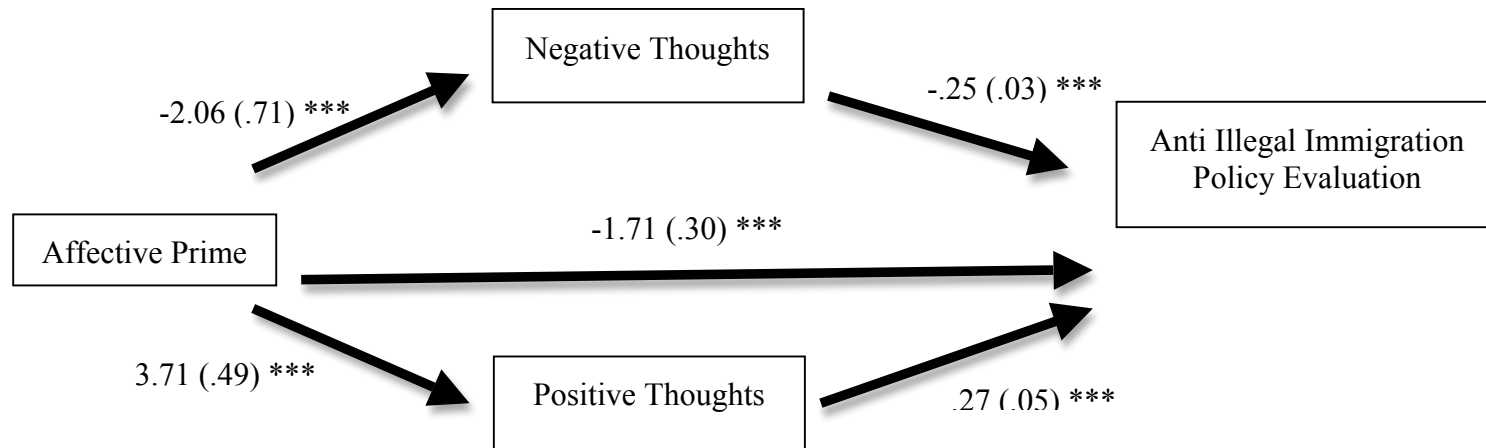 Negative Thoughts
-2.06 (.71) ***
-.25 (.03) ***
Anti Illegal Immigration
Policy Evaluation
-1.71 (.30) ***
Affective Prime
3.71 (.49) ***
Positive Thoughts
.27 (.05) ***